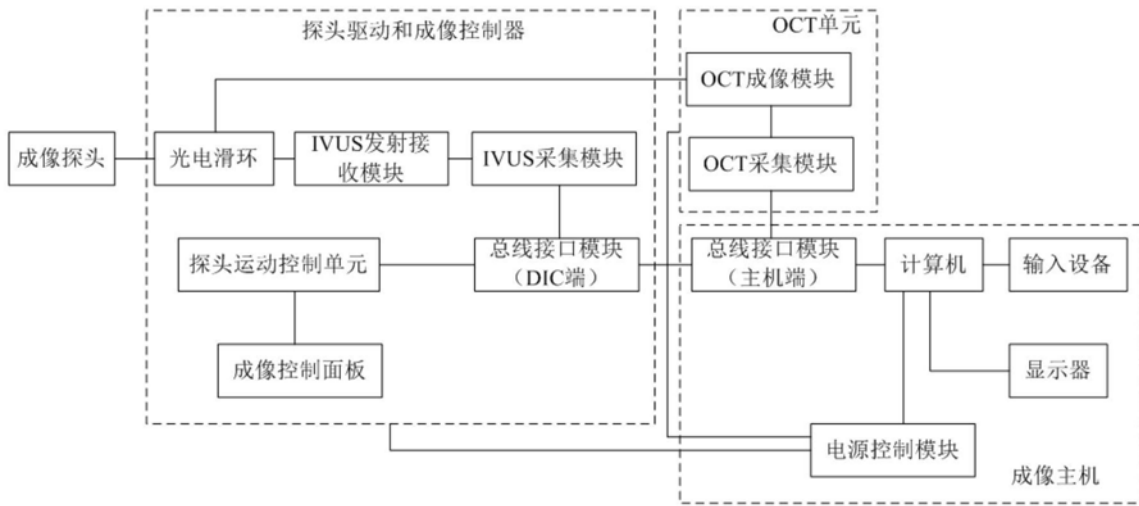 探头驱动和成像控制器
OCT单元
OCT成像模块
成像探头
光电滑环
IVUS发射接
收模块
IVUS采集模块
OCT采集模块
探头运动控制单元
总线接口模块
（DIC端）
总线接口模块
（主机端）
计算机
输入设备
成像控制面板
显示器
电源控制模块
成像主机